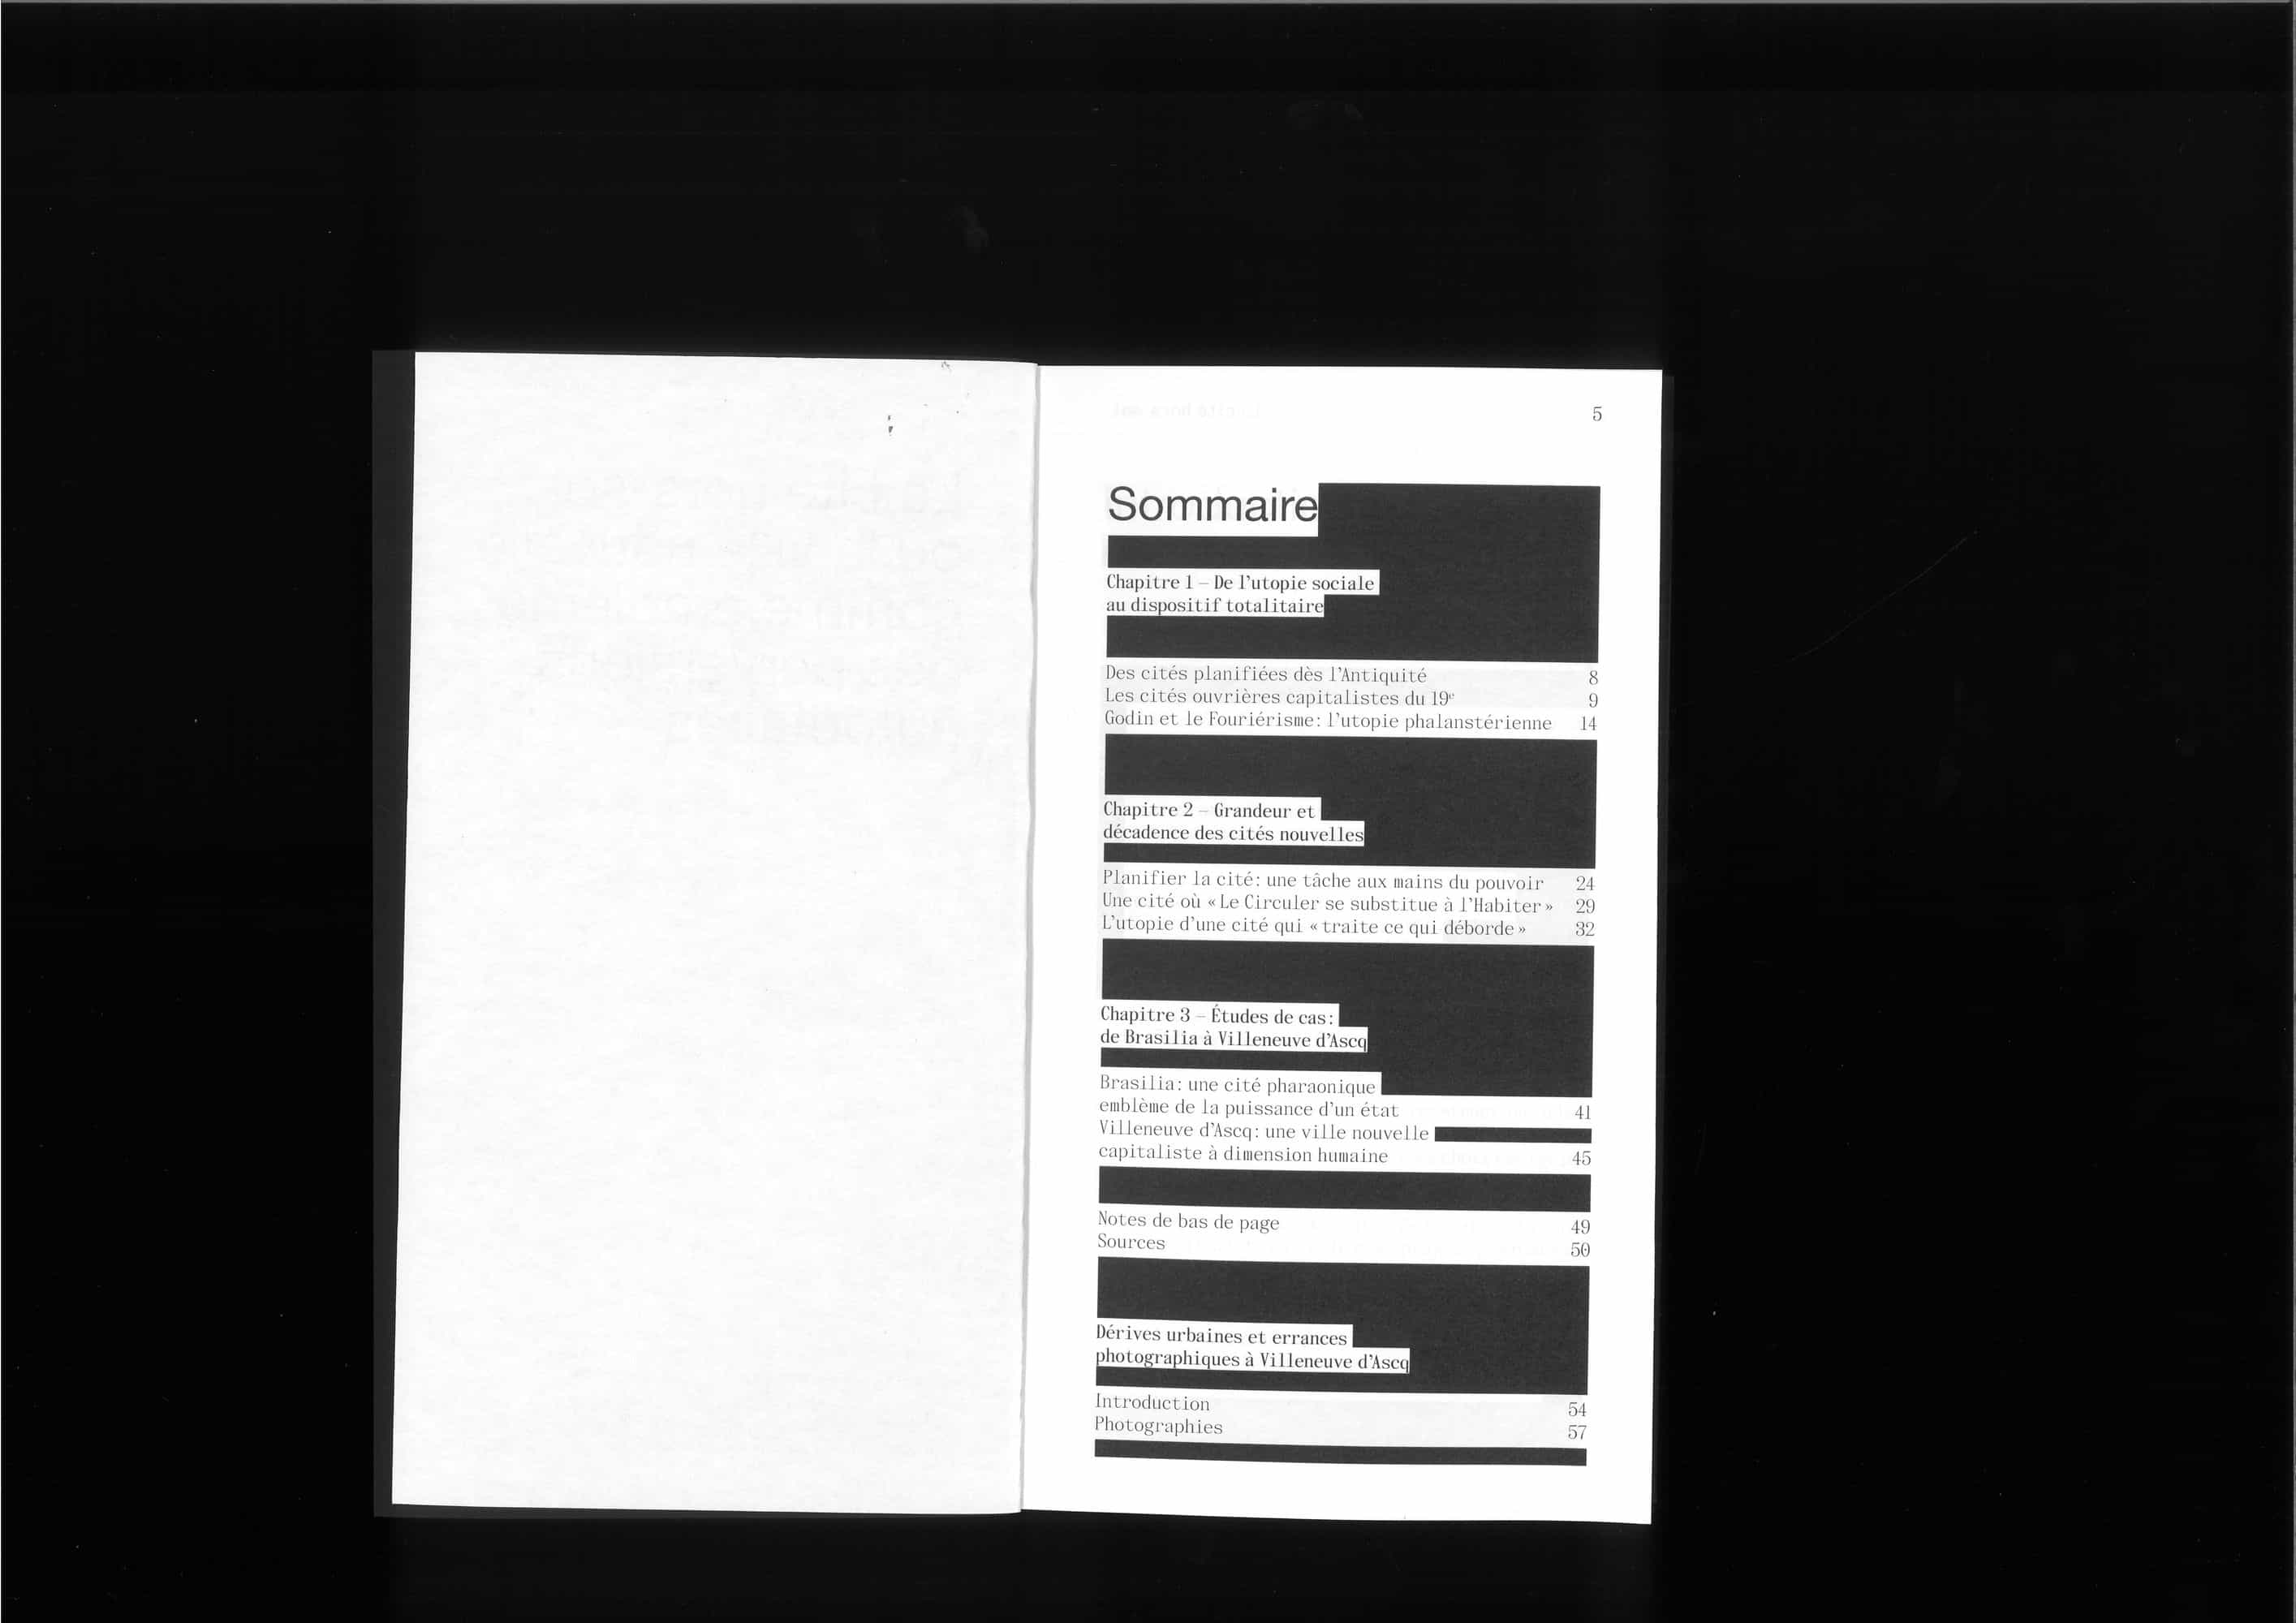 5
Sommaire
Chapitre 1 – De l'utopie sociale
au dispositif totalitaire
Des cités planifiées dès l'Antiquité 8
Les cités ouvrières capitalistes du 19e 9
Godin et le Fouriérisme: l'utopie phalanstérienne 14
Chapitre 2 – Grandeur et
décadence des cités nouvelles
Planifier la cité: une tâche aux mains du pouvoir 24
Une cité où « Le Circuler se substitue à l'Habiter » 29
L'utopie d'une cité qui « traite ce qui déborde » 32
Chapitre 3 – Études de cas:
de Brasilia à Villeneuve d'Ascq
Brasilia: une cité pharaonique
emblème de la puissance d'un état 41
Villeneuve d'Ascq: une ville nouvelle
capitaliste à dimension humaine 45
Notes de bas de page 49
Sources 50
Dérives urbaines et errances
photographiques à Villeneuve d'Ascq
Introduction 54
Photographies 57